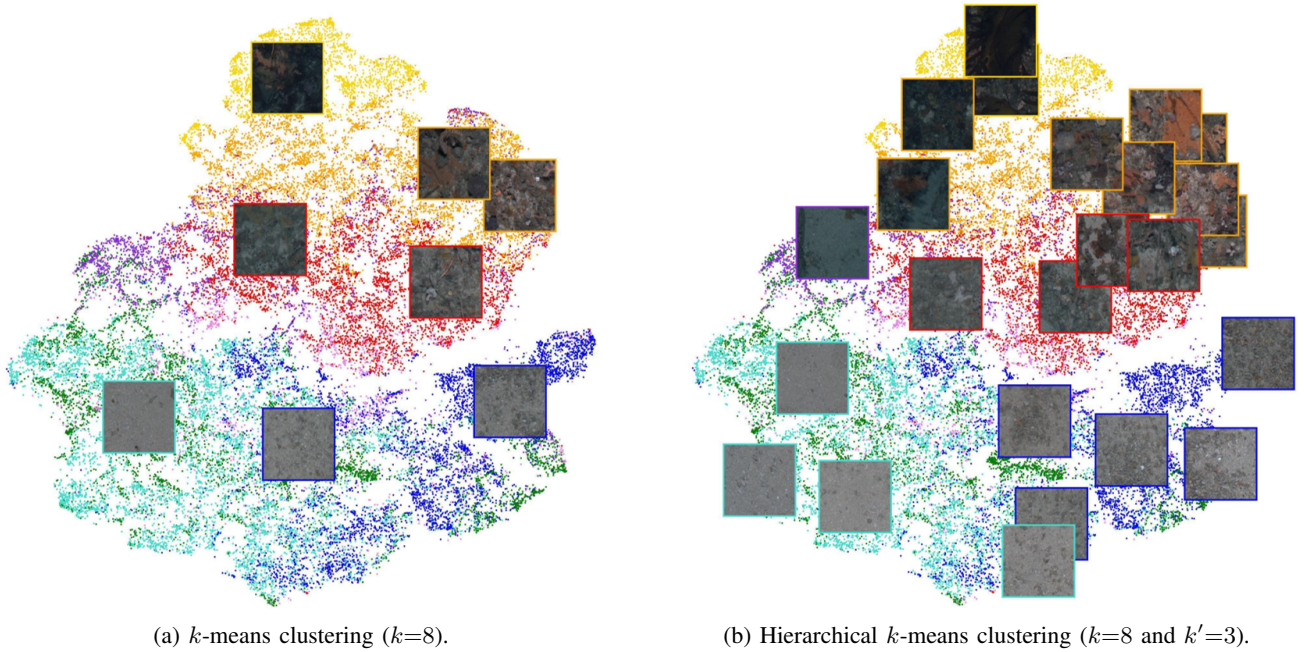 (a) k-means clustering (k=8).
(b) Hierarchical k-means clustering (k=8 and k′=3).